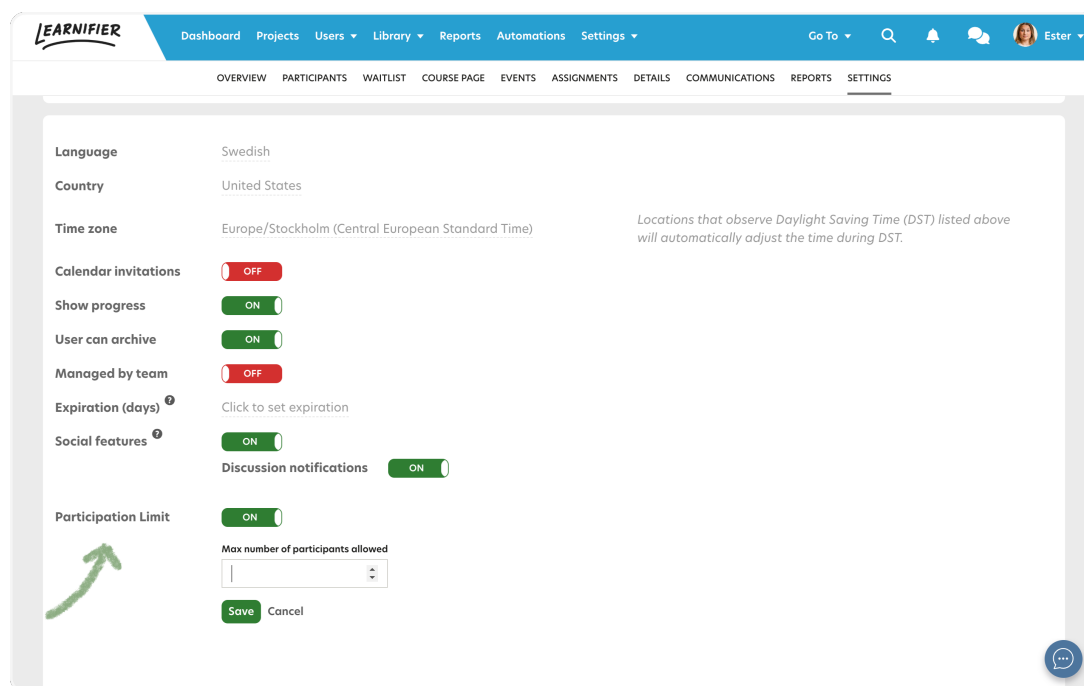 LEARNIFIER
Dashboard Projects Users Library Reports Automations Settings Go To Ester
OVERVIEW PARTICIPANTS WAITLIST COURSE PAGE EVENTS ASSIGNMENTS DETAILS COMMUNICATIONS REPORTS SETTINGS
Language Swedish
Country United States
Time zone Europe/Stockholm (Central European Standard Time)
Locations that observe Daylight Saving Time (DST) listed above
will automatically adjust the time during DST.
Calendar invitations OFF
Show progress ON
User can archive ON
Managed by team OFF
Expiration (days) ? Click to set expiration
Social features ? ON
Discussion notifications ON
Participation Limit ON
Max number of participants allowed
Save Cancel